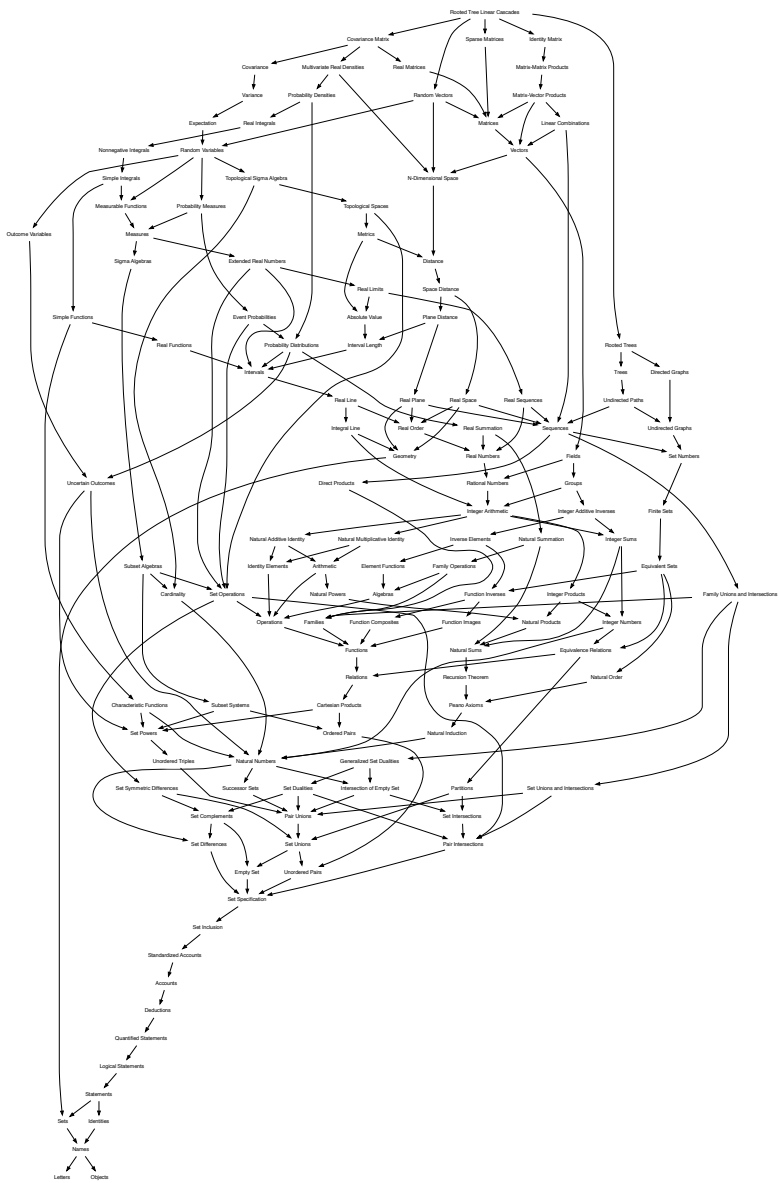 Rooted Tree Linear Cascades
Covariance Matrix
Sparse Matrices
Identity Matrix
Covariance
Multivariate Real Densities
Real Matrices
Matrix-Matrix Products
Variance
Probability Densities
Random Vectors
Matrix-Vector Products
Expectation
Real Integrals
Matrices
Linear Combinations
Nonnegative Integrals
Random Variables
Vectors
Simple Integrals
Topological Sigma Algebra
N-Dimensional Space
Measurable Functions
Probability Measures
Topological Spaces
Outcome Variables
Measures
Metrics
Sigma Algebras
Extended Real Numbers
Distance
Real Limits
Space Distance
Simple Functions
Event Probabilities
Absolute Value
Plane Distance
Real Functions
Probability Distributions
Interval Length
Rooted Trees
Intervals
Trees
Directed Graphs
Real Line
Real Plane
Real Space
Real Sequences
Undirected Paths
Integral Line
Real Order
Real Summation
Sequences
Undirected Graphs
Geometry
Real Numbers
Fields
Set Numbers
Uncertain Outcomes
Direct Products
Rational Numbers
Groups
Integer Arithmetic
Integer Additive Inverses
Finite Sets
Natural Additive Identity
Natural Multiplicative Identity
Inverse Elements
Natural Summation
Integer Sums
Subset Algebras
Identity Elements
Arithmetic
Element Functions
Family Operations
Equivalent Sets
Cardinality
Set Operations
Natural Powers
Algebras
Function Inverses
Integer Products
Family Unions and Intersections
Operations
Families
Function Composites
Function Images
Natural Products
Integer Numbers
Functions
Natural Sums
Equivalence Relations
Relations
Recursion Theorem
Natural Order
Characteristic Functions
Subset Systems
Cartesian Products
Peano Axioms
Set Powers
Ordered Pairs
Natural Induction
Unordered Triples
Natural Numbers
Generalized Set Dualities
Set Symmetric Differences
Successor Sets
Set Dualities
Intersection of Empty Set
Partitions
Set Unions and Intersections
Set Complements
Pair Unions
Set Intersections
Set Differences
Set Unions
Pair Intersections
Empty Set
Unordered Pairs
Set Specification
Set Inclusion
Standardized Accounts
Accounts
Deductions
Quantified Statements
Logical Statements
Statements
Sets
Identities
Names
Letters
Objects